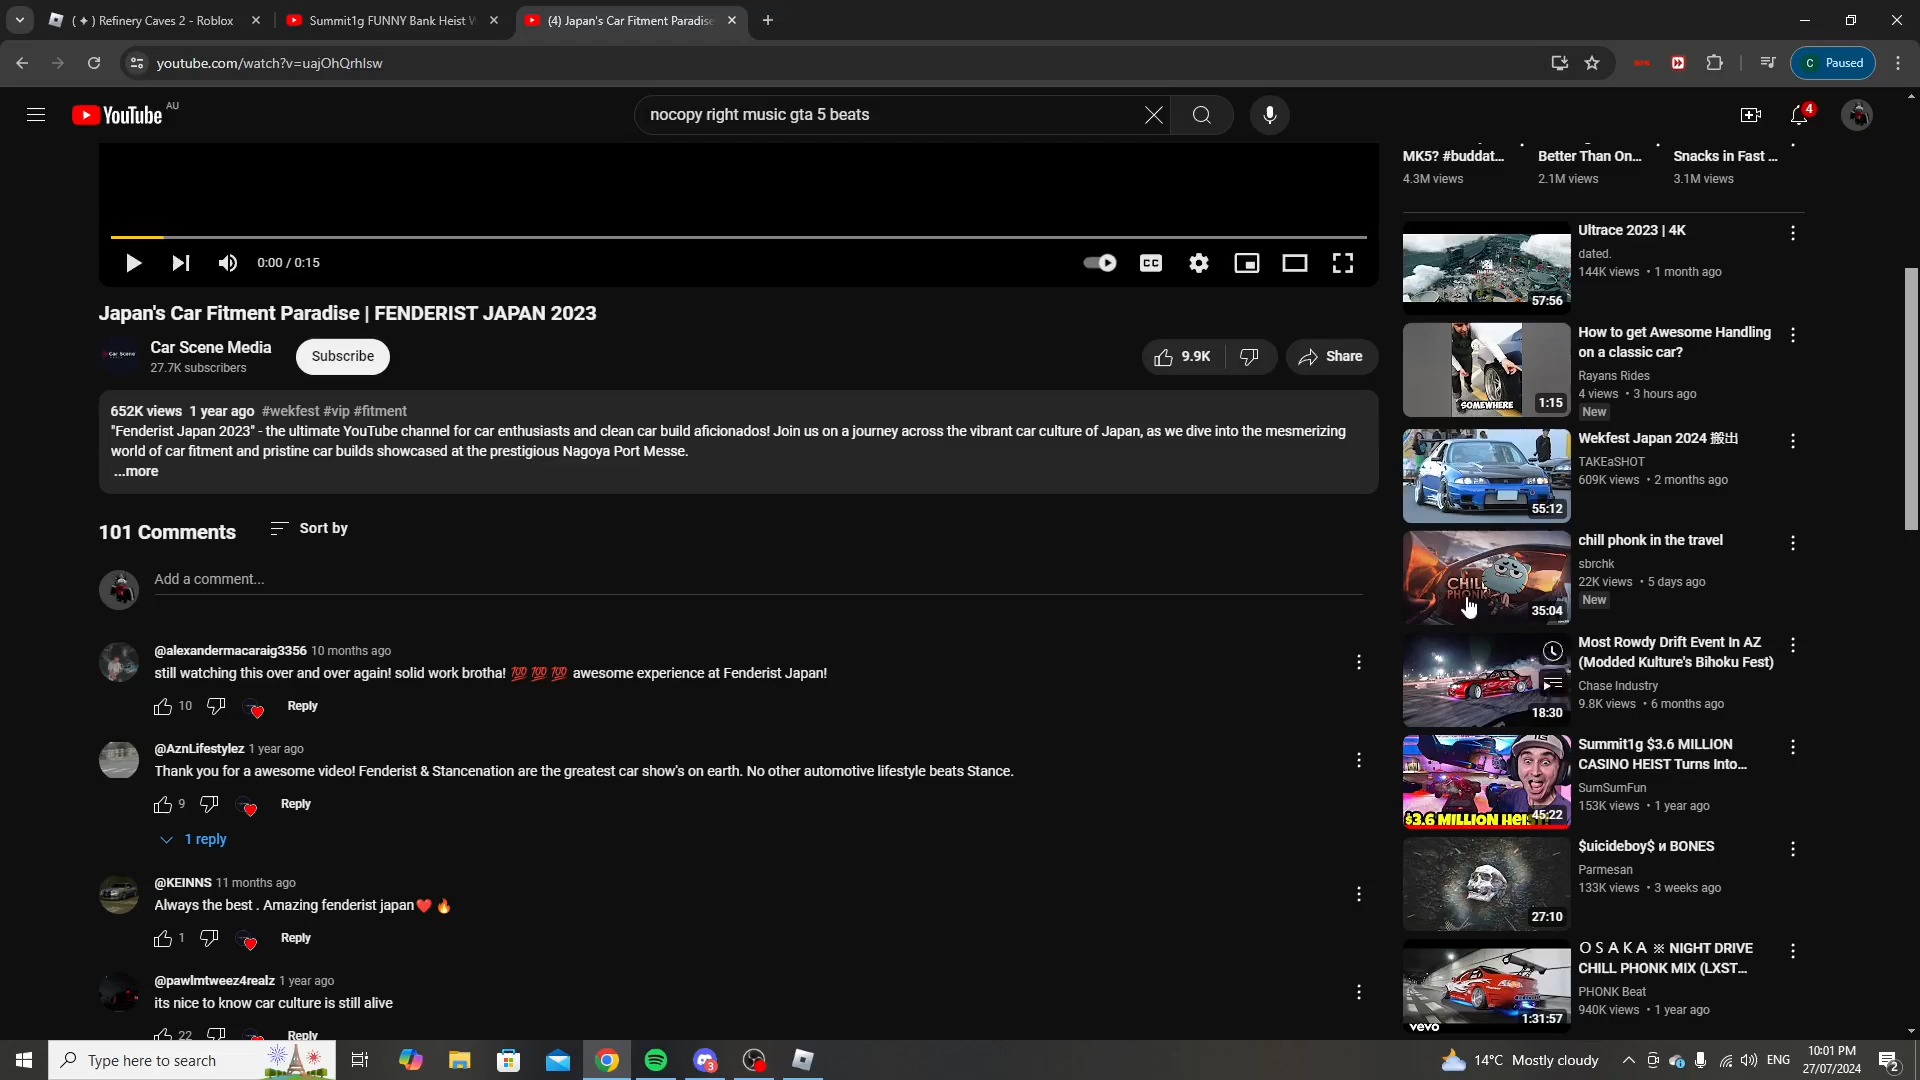 ( ✦ ) Refinery Caves 2 - Roblox
Summit1g FUNNY Bank Heist W
(4) Japan's Car Fitment Paradise
youtube.com/watch?v=uajOhQrhlsw
C Paused
YouTube AU
nocopy right music gta 5 beats
4
MK5? #buddat...
4.3M views
Better Than On...
2.1M views
Snacks in Fast ...
3.1M views
0:00 / 0:15
CC
Japan's Car Fitment Paradise | FENDERIST JAPAN 2023
Car Scene
Car Scene Media
27.7K subscribers
Subscribe
9.9K
Share
652K views 1 year ago #wekfest #vip #fitment
"Fenderist Japan 2023" - the ultimate YouTube channel for car enthusiasts and clean car build aficionados! Join us on a journey across the vibrant car culture of Japan, as we dive into the mesmerizing
world of car fitment and pristine car builds showcased at the prestigious Nagoya Port Messe.
...more
101 Comments
Sort by
Add a comment...
@alexandermacaraig3356 10 months ago
still watching this over and over again! solid work brotha! 💯 💯 💯 awesome experience at Fenderist Japan!
10
Reply
@AznLifestylez 1 year ago
Thank you for a awesome video! Fenderist & Stancenation are the greatest car show's on earth. No other automotive lifestyle beats Stance.
9
Reply
1 reply
@KEINNS 11 months ago
Always the best . Amazing fenderist japan❤️🔥
1
Reply
@pawlmtweez4realz 1 year ago
its nice to know car culture is still alive
22
Reply
57:56
Ultrace 2023 | 4K
dated.
144K views • 1 month ago
SOMEWHERE
1:15
How to get Awesome Handling
on a classic car?
Rayans Rides
4 views • 3 hours ago
New
55:12
Wekfest Japan 2024 搬出
TAKEaSHOT
609K views • 2 months ago
CHILL
PHONK
35:04
chill phonk in the travel
sbrchk
22K views • 5 days ago
New
18:30
Most Rowdy Drift Event In AZ
(Modded Kulture's Bihoku Fest)
Chase Industry
9.8K views • 6 months ago
$3.6 MILLION HEIST
45:22
Summit1g $3.6 MILLION
CASINO HEIST Turns Into...
SumSumFun
153K views • 1 year ago
27:10
$uicideboy$ и BONES
Parmesan
133K views • 3 weeks ago
vevo
1:31:57
O S A K A ※ NIGHT DRIVE
CHILL PHONK MIX (LXST...
PHONK Beat
940K views • 1 year ago
Type here to search
3
14°C Mostly cloudy
ENG
10:01 PM
27/07/2024
2